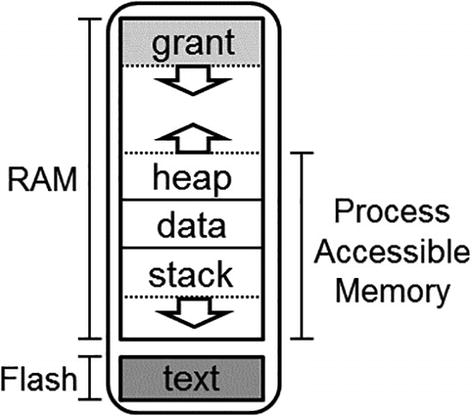 grant
RAM
heap
data
stack
Process
Accessible
Memory
Flash
text